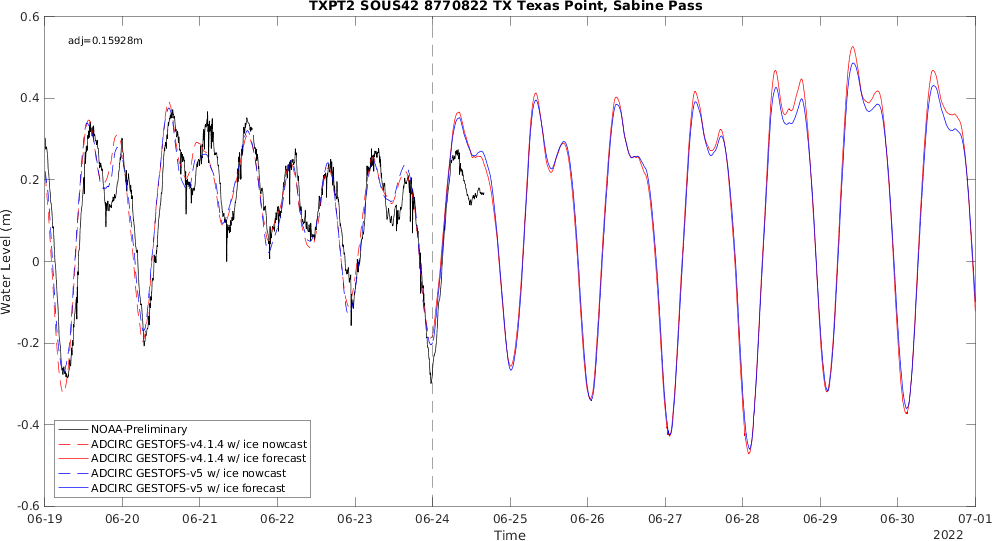 TXPT2 SOUS42 8770822 TX Texas Point, Sabine Pass
adj=0.15928m
0.6
0.4
0.2
0
-0.2
-0.4
-0.6
Water Level (m)
NOAA-Preliminary
ADCIRC GESTOFS-v4.1.4 w/ ice nowcast
ADCIRC GESTOFS-v4.1.4 w/ ice forecast
ADCIRC GESTOFS-v5 w/ ice nowcast
ADCIRC GESTOFS-v5 w/ ice forecast
06-19 06-20 06-21 06-22 06-23 06-24 06-25 06-26 06-27 06-28 06-29 06-30 07-01
Time
2022